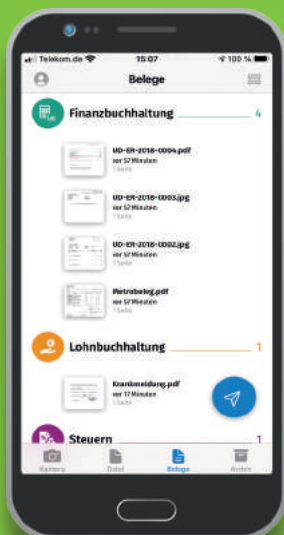 Telekom.de 15:07 100 %
Belege
Finanzbuchhaltung 4
UD-ER-2018-0004.pdf
vor 57 Minuten
1 Seite
UD-ER-2018-0003.jpg
vor 57 Minuten
1 Seite
UD-ER-2018-0002.jpg
vor 57 Minuten
1 Seite
Metrobeleg.pdf
vor 57 Minuten
1 Seite
Lohnbuchhaltung 1
Krankmeldung.pdf
vor 17 Minuten
1 Seite
Steuern 1
Kamera Datei Belege Archiv